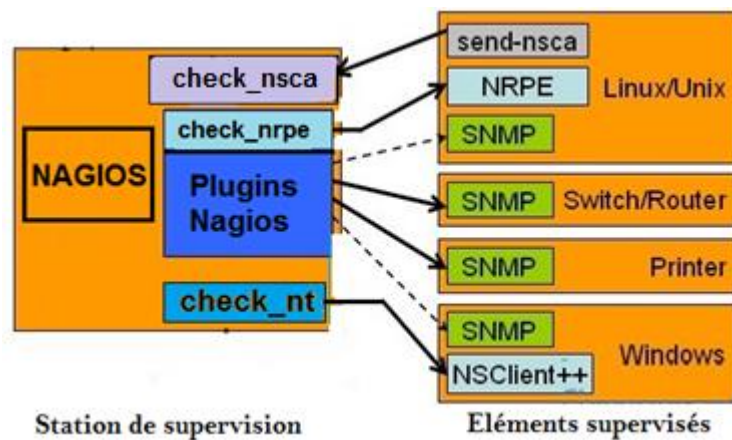 check_nsca
check_nrpe
NAGIOS
Plugins
Nagios
check_nt
Station de supervision
send-nsca
NRPE
Linux/Unix
SNMP
SNMP
Switch/Router
SNMP
Printer
SNMP
Windows
NSClient++
Eléments supervisés